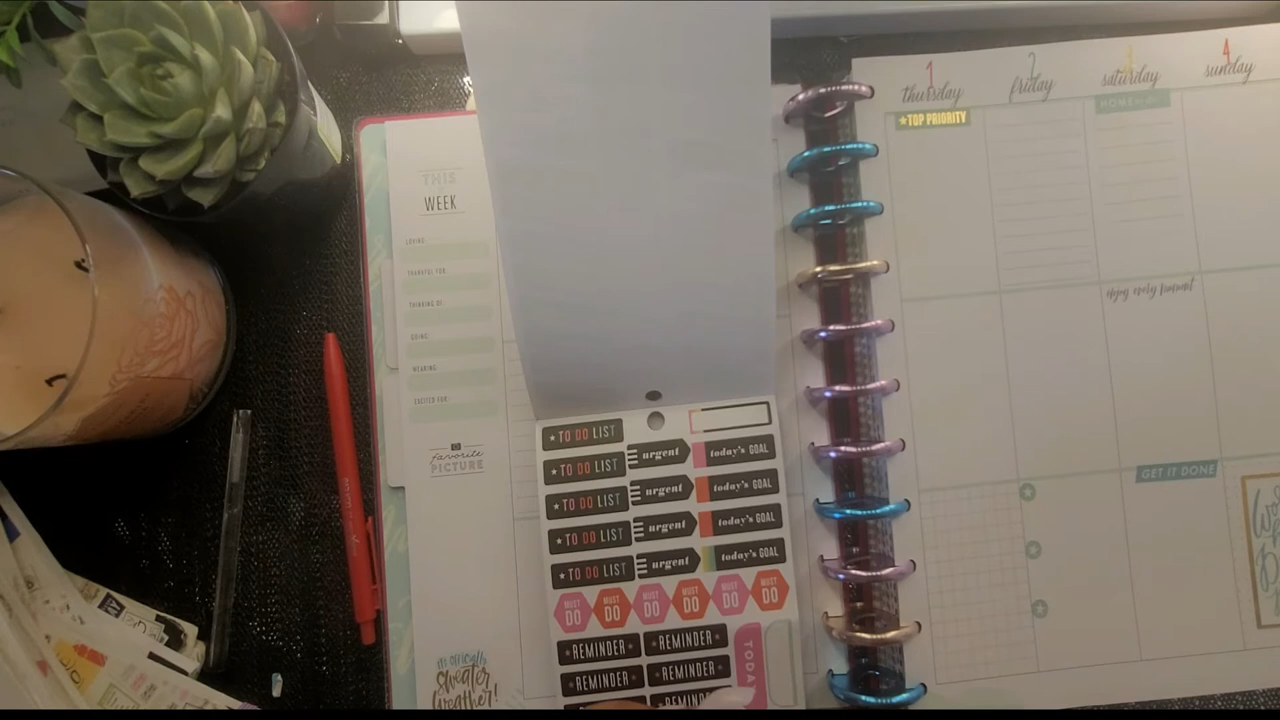 THIS
WEEK
LOVING:
THANKFUL FOR:
THINKING OF:
GOING:
WEARING:
EXCITED FOR:
favorite
PICTURE
it's officially
sweater
weather!
TO DO LIST
TO DO LIST
TO DO LIST
TO DO LIST
TO DO LIST
urgent
urgent
urgent
urgent
today's GOAL
today's GOAL
today's GOAL
today's GOAL
MUST DO
MUST DO
MUST DO
MUST DO
MUST DO
MUST DO
REMINDER
REMINDER
REMINDER
REMINDER
REMINDER
TODA
1
thursday
2
friday
3
saturday
4
sunday
TOP PRIORITY
HOME
enjoy every moment
GET IT DONE